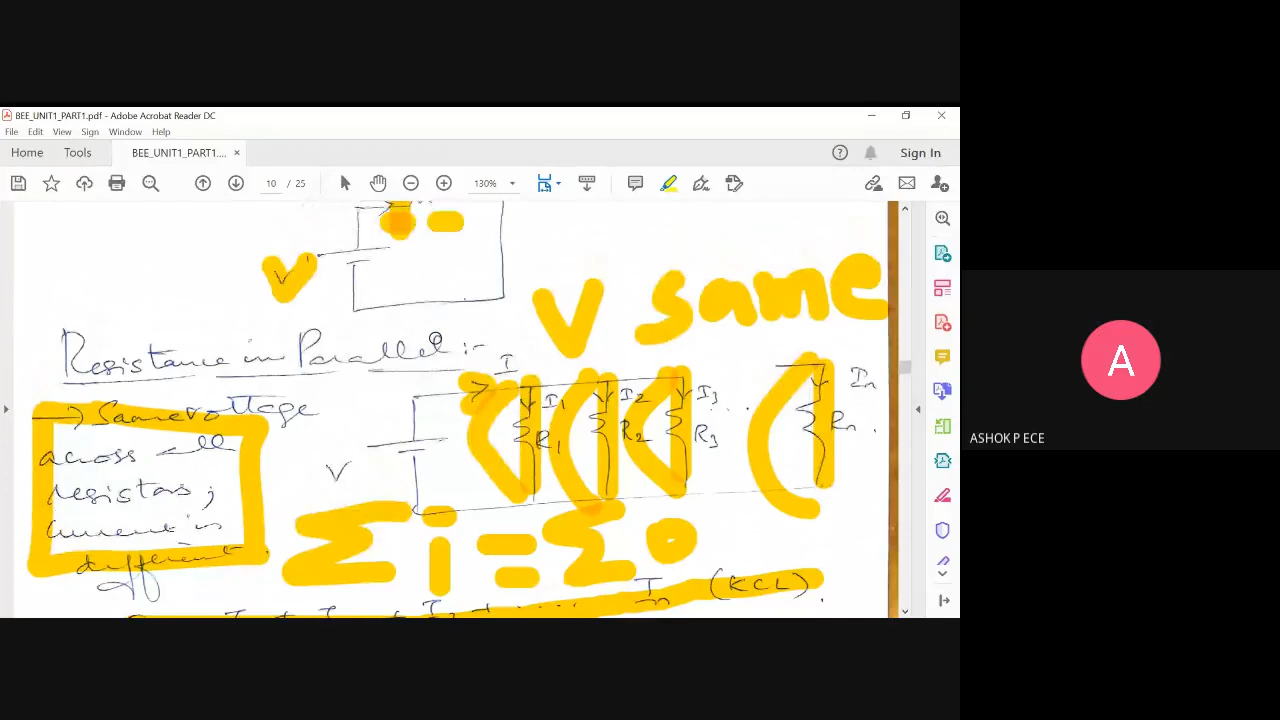 BEE_UNIT1_PART1.pdf - Adobe Acrobat Reader DC
File Edit View Sign Window Help
Home Tools BEE_UNIT1_PART1.... × Sign In
10 / 25 130%
V
V same
Resistance in Parallel :-
I
→ Same voltage
across all
resistors ;
current is
different.
V
I1 I2 I3 .... In
R1 R2 R3 Rn .
Σi = Σo
In (KCL).
A
ASHOK P ECE